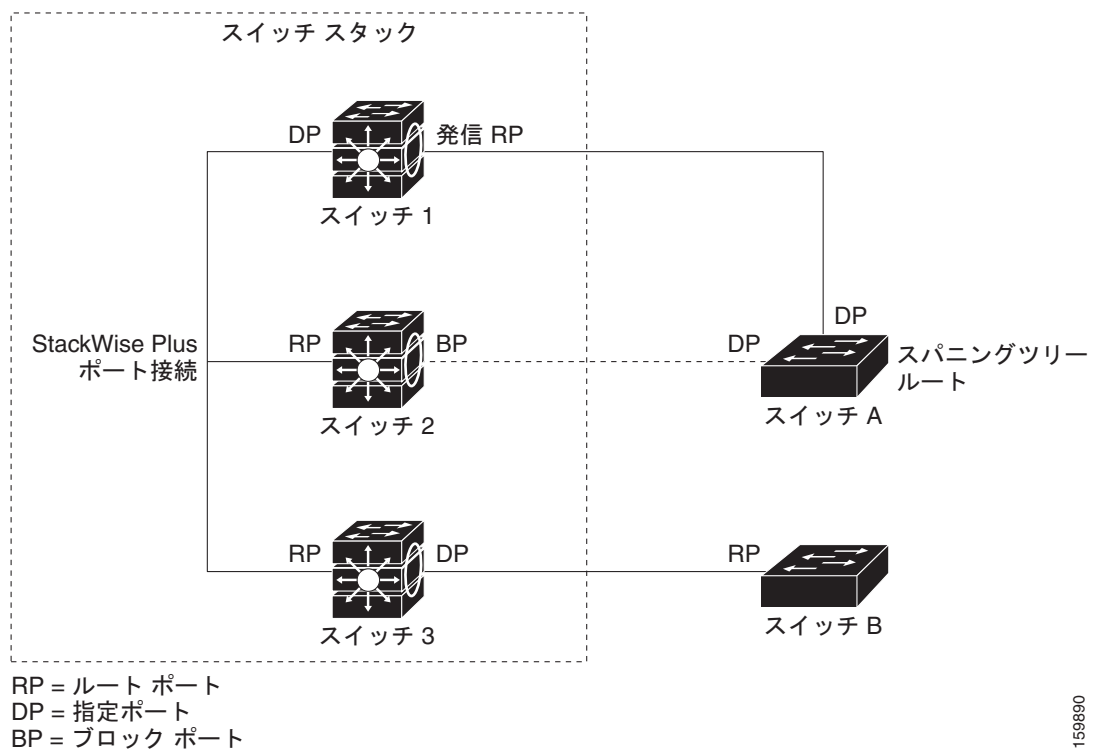 スイッチ スタック
DP
発信 RP
スイッチ 1
DP
StackWise Plus
ポート接続
RP
BP
DP
スパニングツリー
ルート
スイッチ 2
スイッチ A
RP
DP
RP
スイッチ 3
スイッチ B
RP = ルート ポート
DP = 指定ポート
BP = ブロック ポート
159890